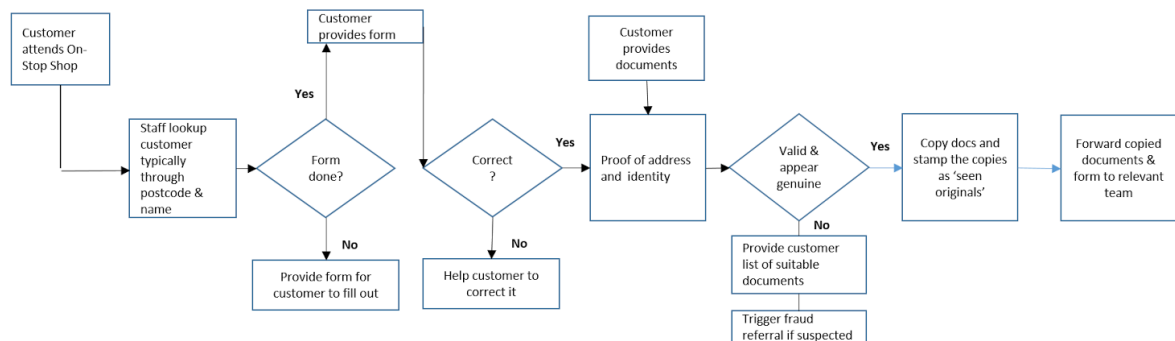 Customer
attends On-
Stop Shop
Staff lookup
customer
typically
through
postcode &
name
Form
done?
Yes
Customer
provides form
No
Provide form for
customer to fill out
Correct
?
Yes
No
Help customer to
correct it
Customer
provides
documents
Proof of address
and identity
Valid &
appear
genuine
Yes
No
Provide customer
list of suitable
documents
Trigger fraud
referral if suspected
Copy docs and
stamp the copies
as ‘seen
originals’
Forward copied
documents &
form to relevant
team